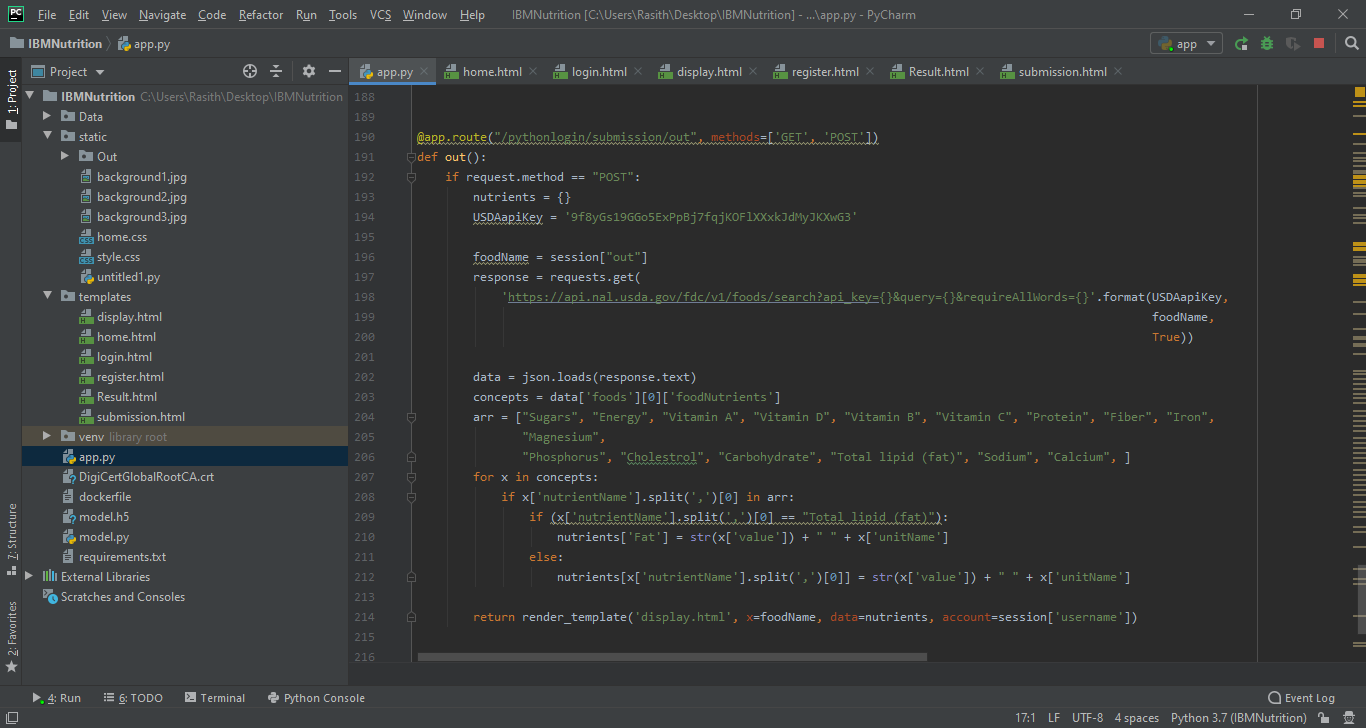 PC File Edit View Navigate Code Refactor Run Tools VCS Window Help IBMNutrition [C:\Users\Rasith\Desktop\IBMNutrition] - ...\app.py - PyCharm
IBMNutrition app.py app
1: Project
Project
app.py home.html login.html display.html register.html Result.html submission.html
IBMNutrition C:\Users\Rasith\Desktop\IBMNutrition
Data
static
Out
background1.jpg
background2.jpg
background3.jpg
home.css
style.css
untitled1.py
templates
display.html
home.html
login.html
register.html
Result.html
submission.html
venv library root
app.py
DigiCertGlobalRootCA.crt
dockerfile
model.h5
model.py
requirements.txt
External Libraries
Scratches and Consoles
7: Structure
2: Favorites
188
189
190 @app.route("/pythonlogin/submission/out", methods=['GET', 'POST'])
191 def out():
192 if request.method == "POST":
193 nutrients = {}
194 USDAapiKey = '9f8yGs19GGo5ExPpBj7fqjKOFlXXxkJdMyJKXwG3'
195
196 foodName = session["out"]
197 response = requests.get(
198 'https://api.nal.usda.gov/fdc/v1/foods/search?api_key={}&query={}&requireAllWords={}'.format(USDAapiKey,
199 foodName,
200 True))
201
202 data = json.loads(response.text)
203 concepts = data['foods'][0]['foodNutrients']
204 arr = ["Sugars", "Energy", "Vitamin A", "Vitamin D", "Vitamin B", "Vitamin C", "Protein", "Fiber", "Iron",
205 "Magnesium",
206 "Phosphorus", "Cholestrol", "Carbohydrate", "Total lipid (fat)", "Sodium", "Calcium", ]
207 for x in concepts:
208 if x['nutrientName'].split(',')[0] in arr:
209 if (x['nutrientName'].split(',')[0] == "Total lipid (fat)"):
210 nutrients['Fat'] = str(x['value']) + " " + x['unitName']
211 else:
212 nutrients[x['nutrientName'].split(',')[0]] = str(x['value']) + " " + x['unitName']
213
214 return render_template('display.html', x=foodName, data=nutrients, account=session['username'])
215
216
4: Run 6: TODO Terminal Python Console Event Log
17:1 LF UTF-8 4 spaces Python 3.7 (IBMNutrition)